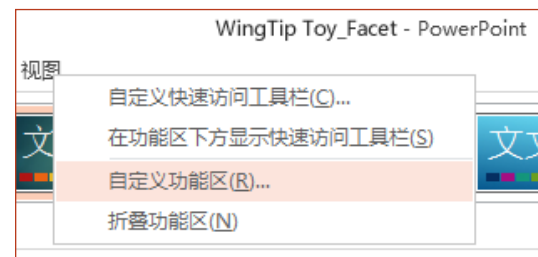 WingTip Toy_Facet - PowerPoint
视图
自定义快速访问工具栏(C)...
在功能区下方显示快速访问工具栏(S)
文
文文
自定义功能区(R)...
折叠功能区(N)